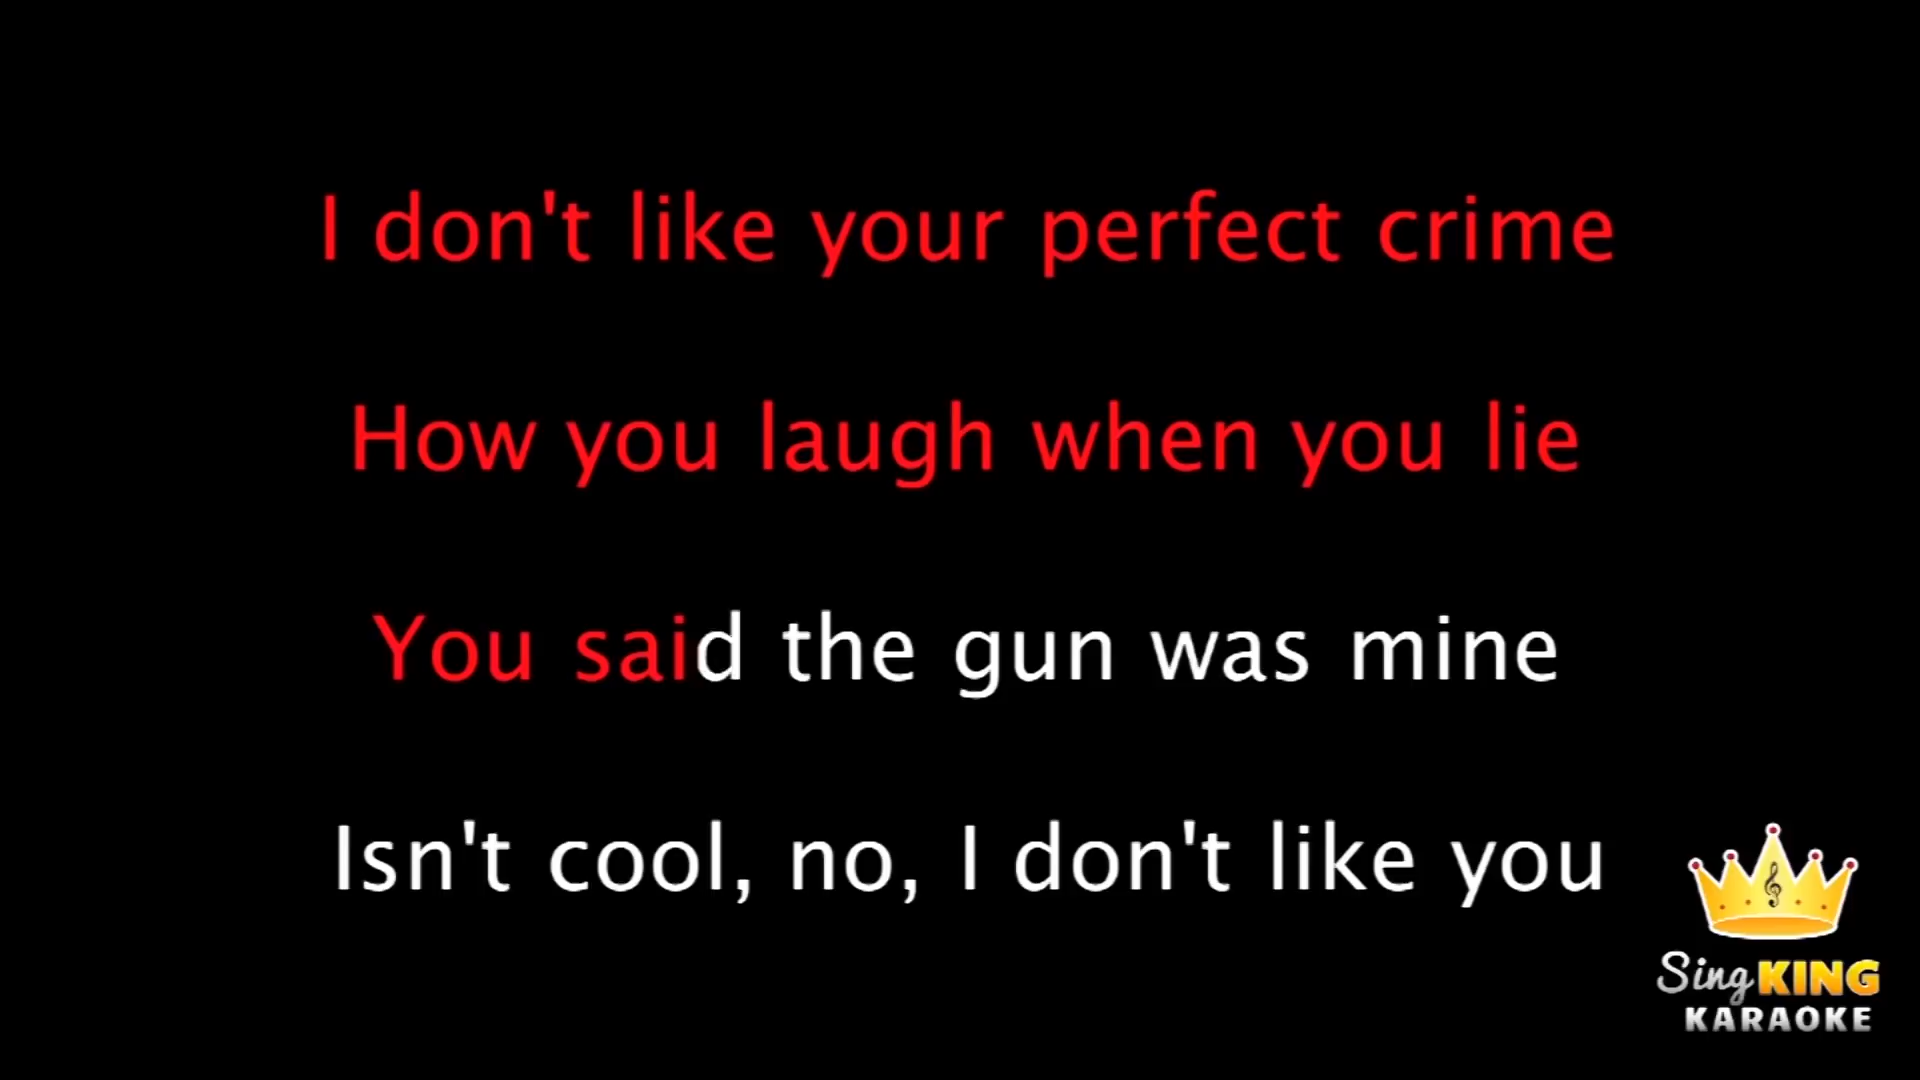 I don't like your perfect crime
How you laugh when you lie
You said the gun was mine
Isn't cool, no, I don't like you
Sing KING
KARAOKE